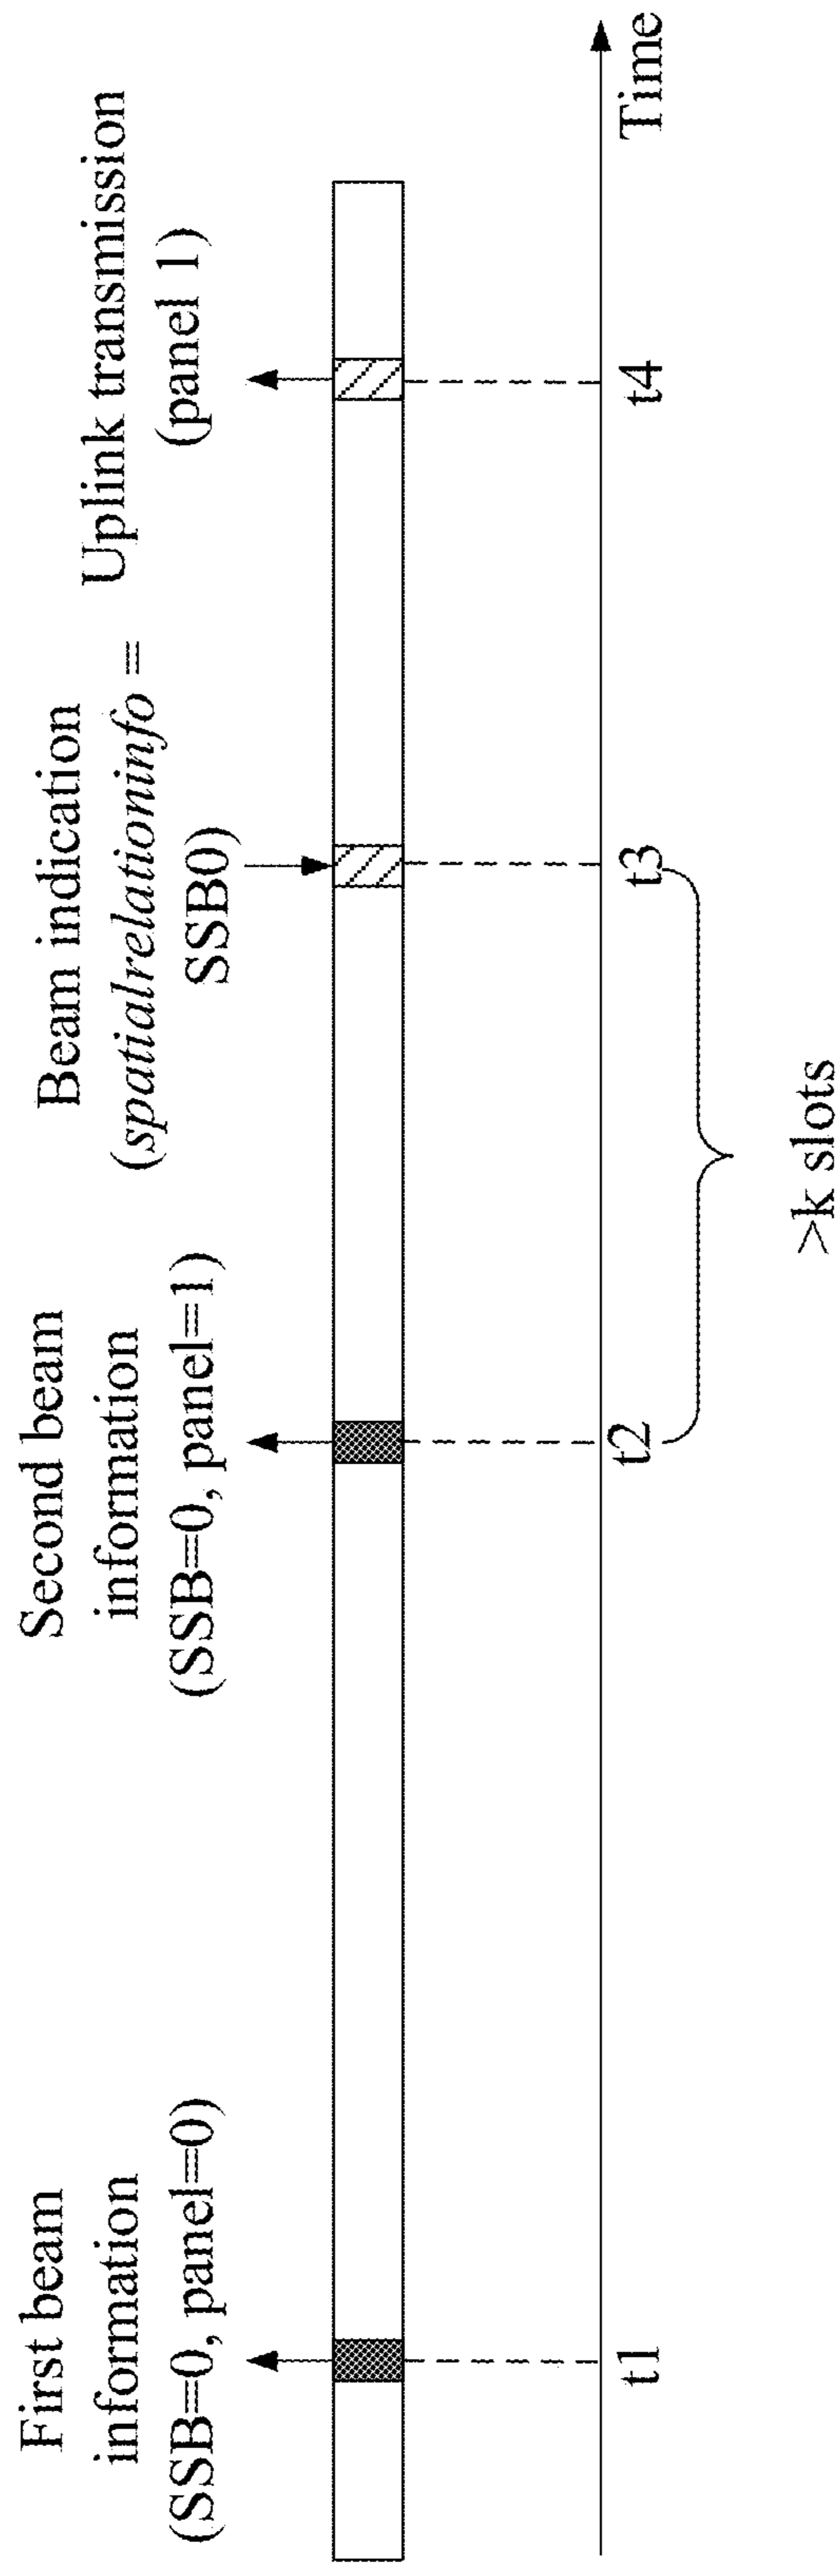 First beam
information
(SSB=0, panel=0)
Second beam
information
(SSB=0, panel=1)
Beam indication
(spatialrelationinfo =
SSB0)
Uplink transmission
(panel 1)
t1
t2
t3
t4
Time
>k slots